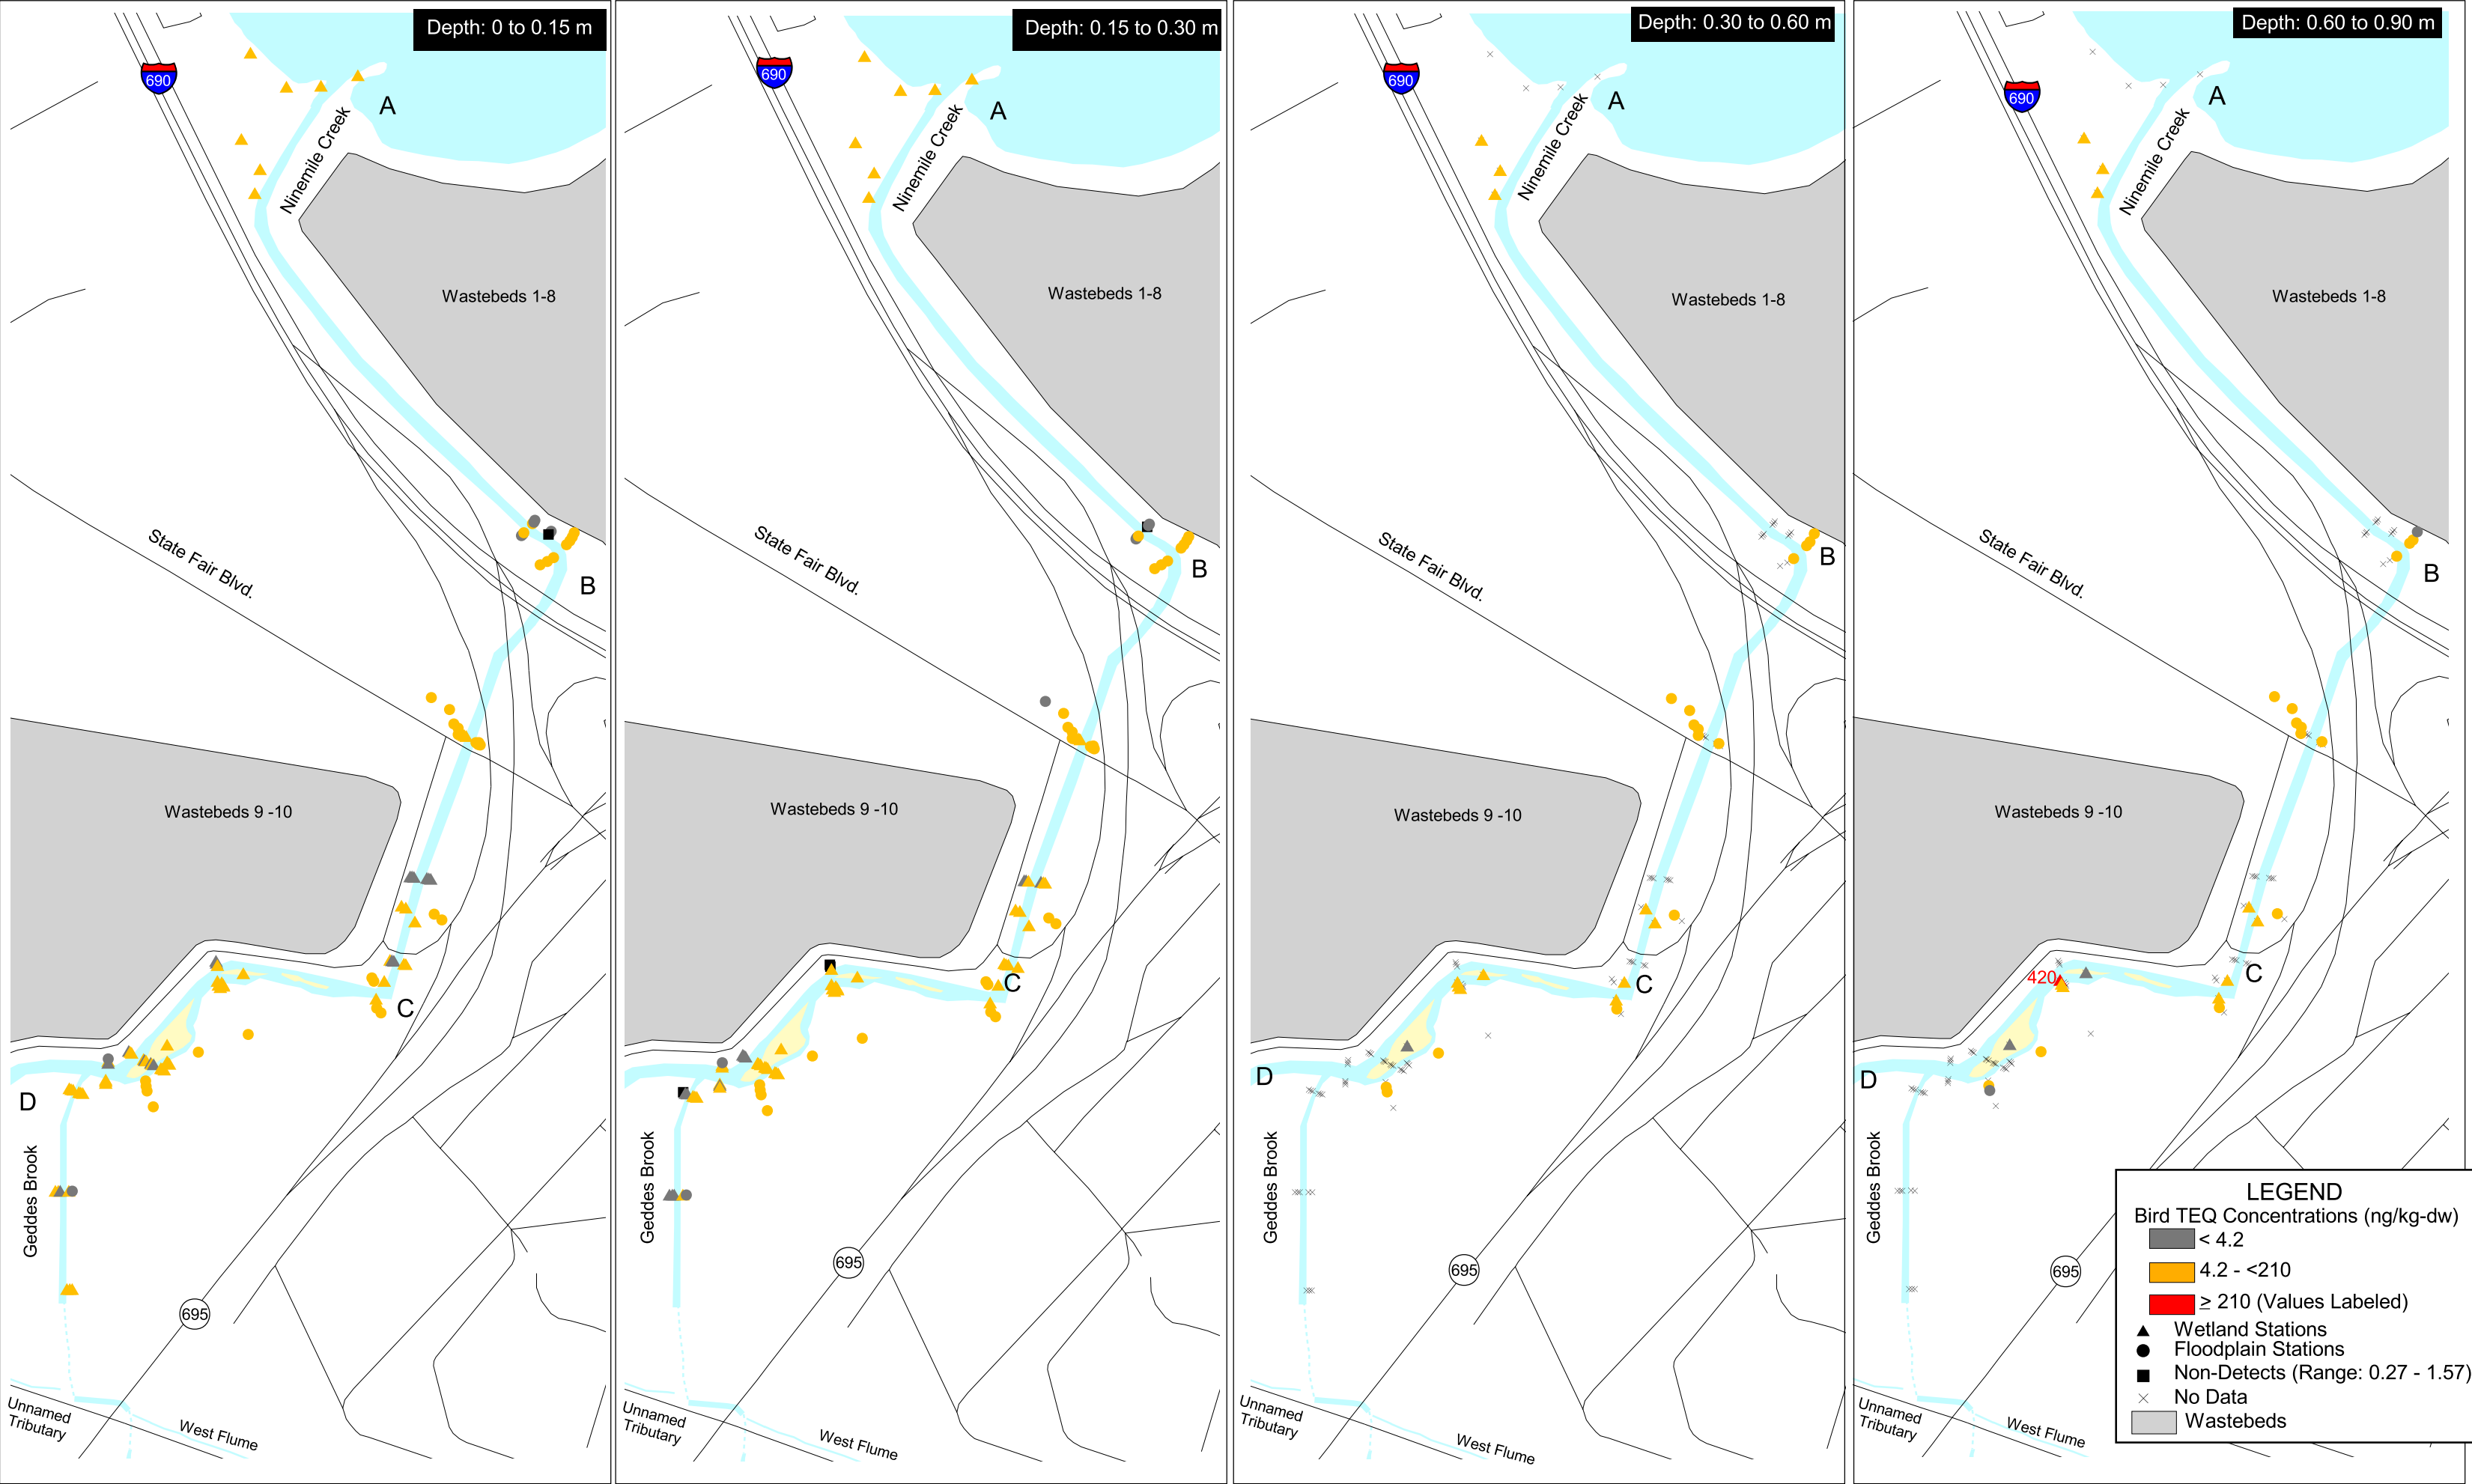 Depth: 0 to 0.15 m
690
A
Ninemile Creek
Wastebeds 1-8
State Fair Blvd.
B
Wastebeds 9 -10
C
D
Geddes Brook
695
Unnamed
Tributary
West Flume
Depth: 0.15 to 0.30 m
690
A
Ninemile Creek
Wastebeds 1-8
State Fair Blvd.
B
Wastebeds 9 -10
C
Geddes Brook
695
Unnamed
Tributary
West Flume
Depth: 0.30 to 0.60 m
690
A
Ninemile Creek
Wastebeds 1-8
State Fair Blvd.
B
Wastebeds 9 -10
C
D
Geddes Brook
695
Unnamed
Tributary
West Flume
Depth: 0.60 to 0.90 m
690
A
Ninemile Creek
Wastebeds 1-8
State Fair Blvd.
B
Wastebeds 9 -10
420
C
D
Geddes Brook
695
Unnamed
Tributary
West Flume
LEGEND
Bird TEQ Concentrations (ng/kg-dw)
< 4.2
4.2 - <210
≥ 210 (Values Labeled)
Wetland Stations
Floodplain Stations
Non-Detects (Range: 0.27 - 1.57)
No Data
Wastebeds